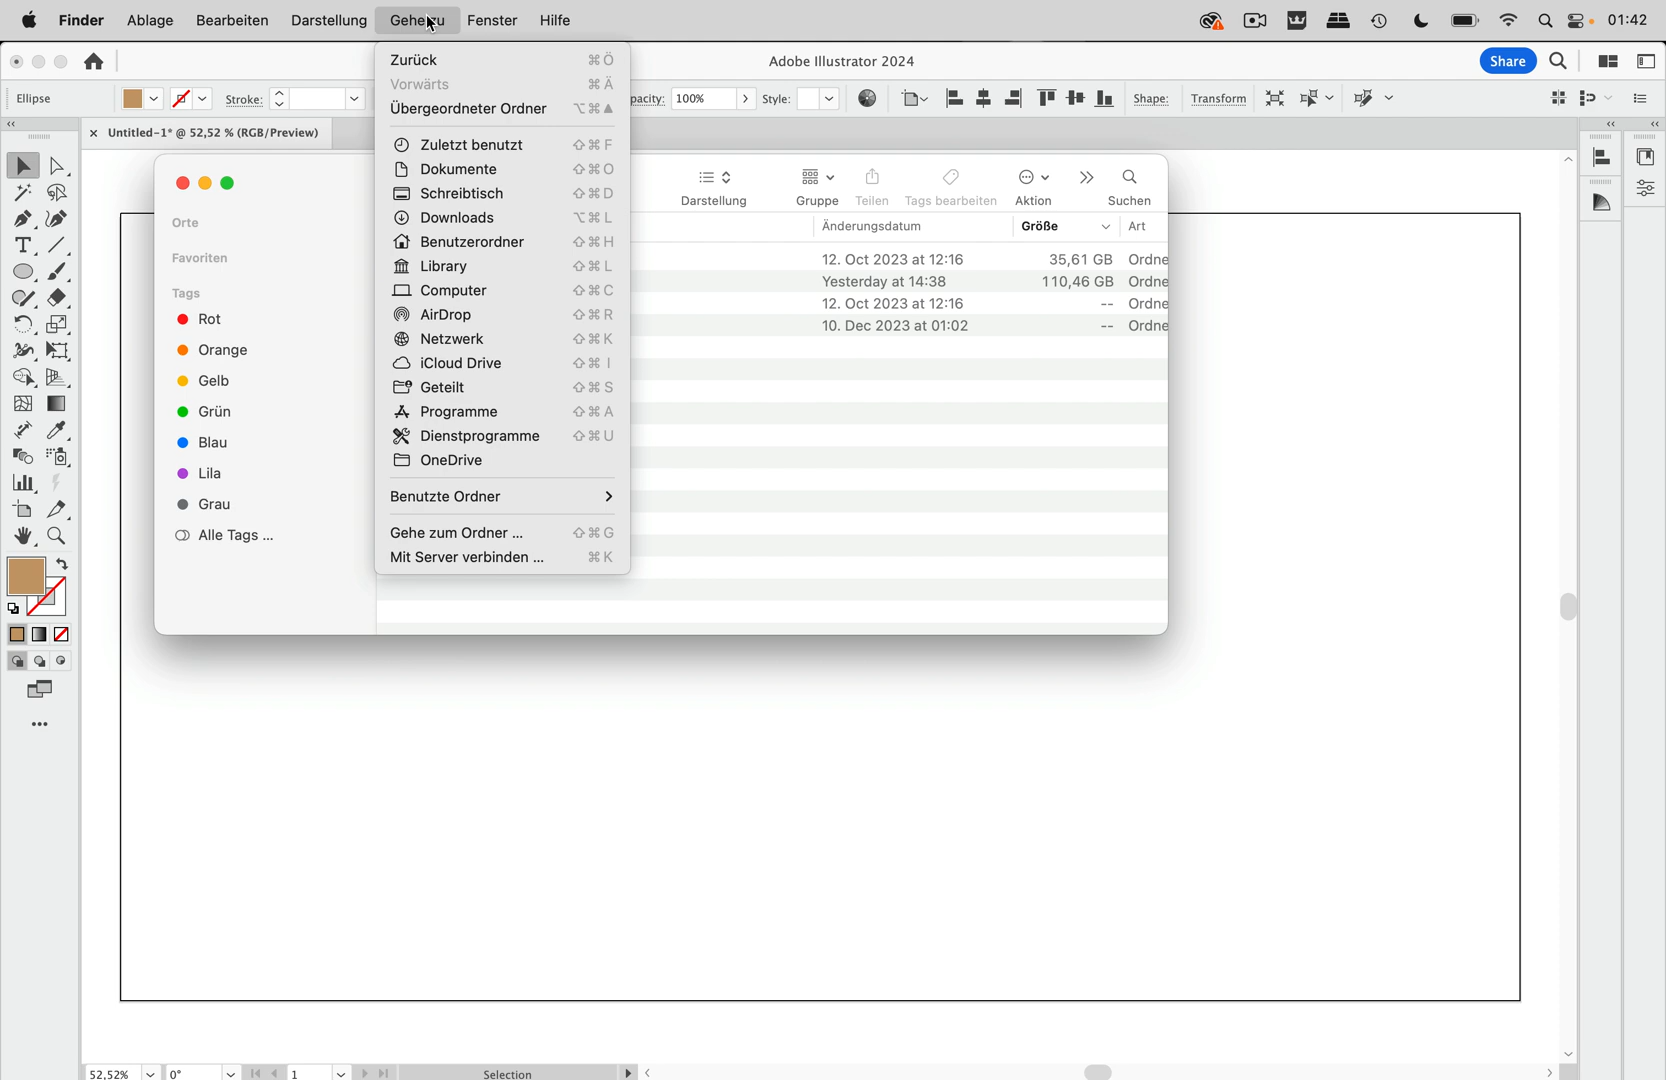 Finder Ablage Bearbeiten Darstellung Gehe zu Fenster Hilfe 01:42
Adobe Illustrator 2024 Share
Ellipse Stroke: pacity: 100% Style: Shape: Transform
× Untitled-1* @ 52,52 % (RGB/Preview)
Zurück ⌘Ö
Vorwärts ⌘Ä
Übergeordneter Ordner ⌥⌘▲
Zuletzt benutzt ⇧⌘F
Dokumente ⇧⌘O
Schreibtisch ⇧⌘D
Downloads ⌥⌘L
Benutzerordner ⇧⌘H
Library ⇧⌘L
Computer ⇧⌘C
AirDrop ⇧⌘R
Netzwerk ⇧⌘K
iCloud Drive ⇧⌘I
Geteilt ⇧⌘S
Programme ⇧⌘A
Dienstprogramme ⇧⌘U
OneDrive
Benutzte Ordner
Gehe zum Ordner ... ⇧⌘G
Mit Server verbinden ... ⌘K
Orte
Favoriten
Tags
Rot
Orange
Gelb
Grün
Blau
Lila
Grau
Alle Tags ...
Darstellung Gruppe Teilen Tags bearbeiten Aktion Suchen
Änderungsdatum Größe Art
12. Oct 2023 at 12:16 35,61 GB Ordne
Yesterday at 14:38 110,46 GB Ordne
12. Oct 2023 at 12:16 -- Ordne
10. Dec 2023 at 01:02 -- Ordne
52,52% 0° 1 Selection